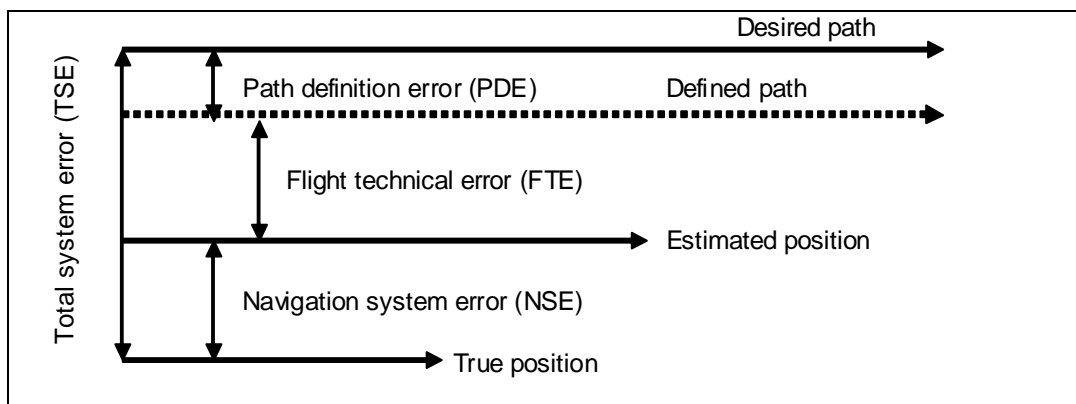 Desired path
Path definition error (PDE)
Defined path
Total system error (TSE)
Flight technical error (FTE)
Estimated position
Navigation system error (NSE)
True position